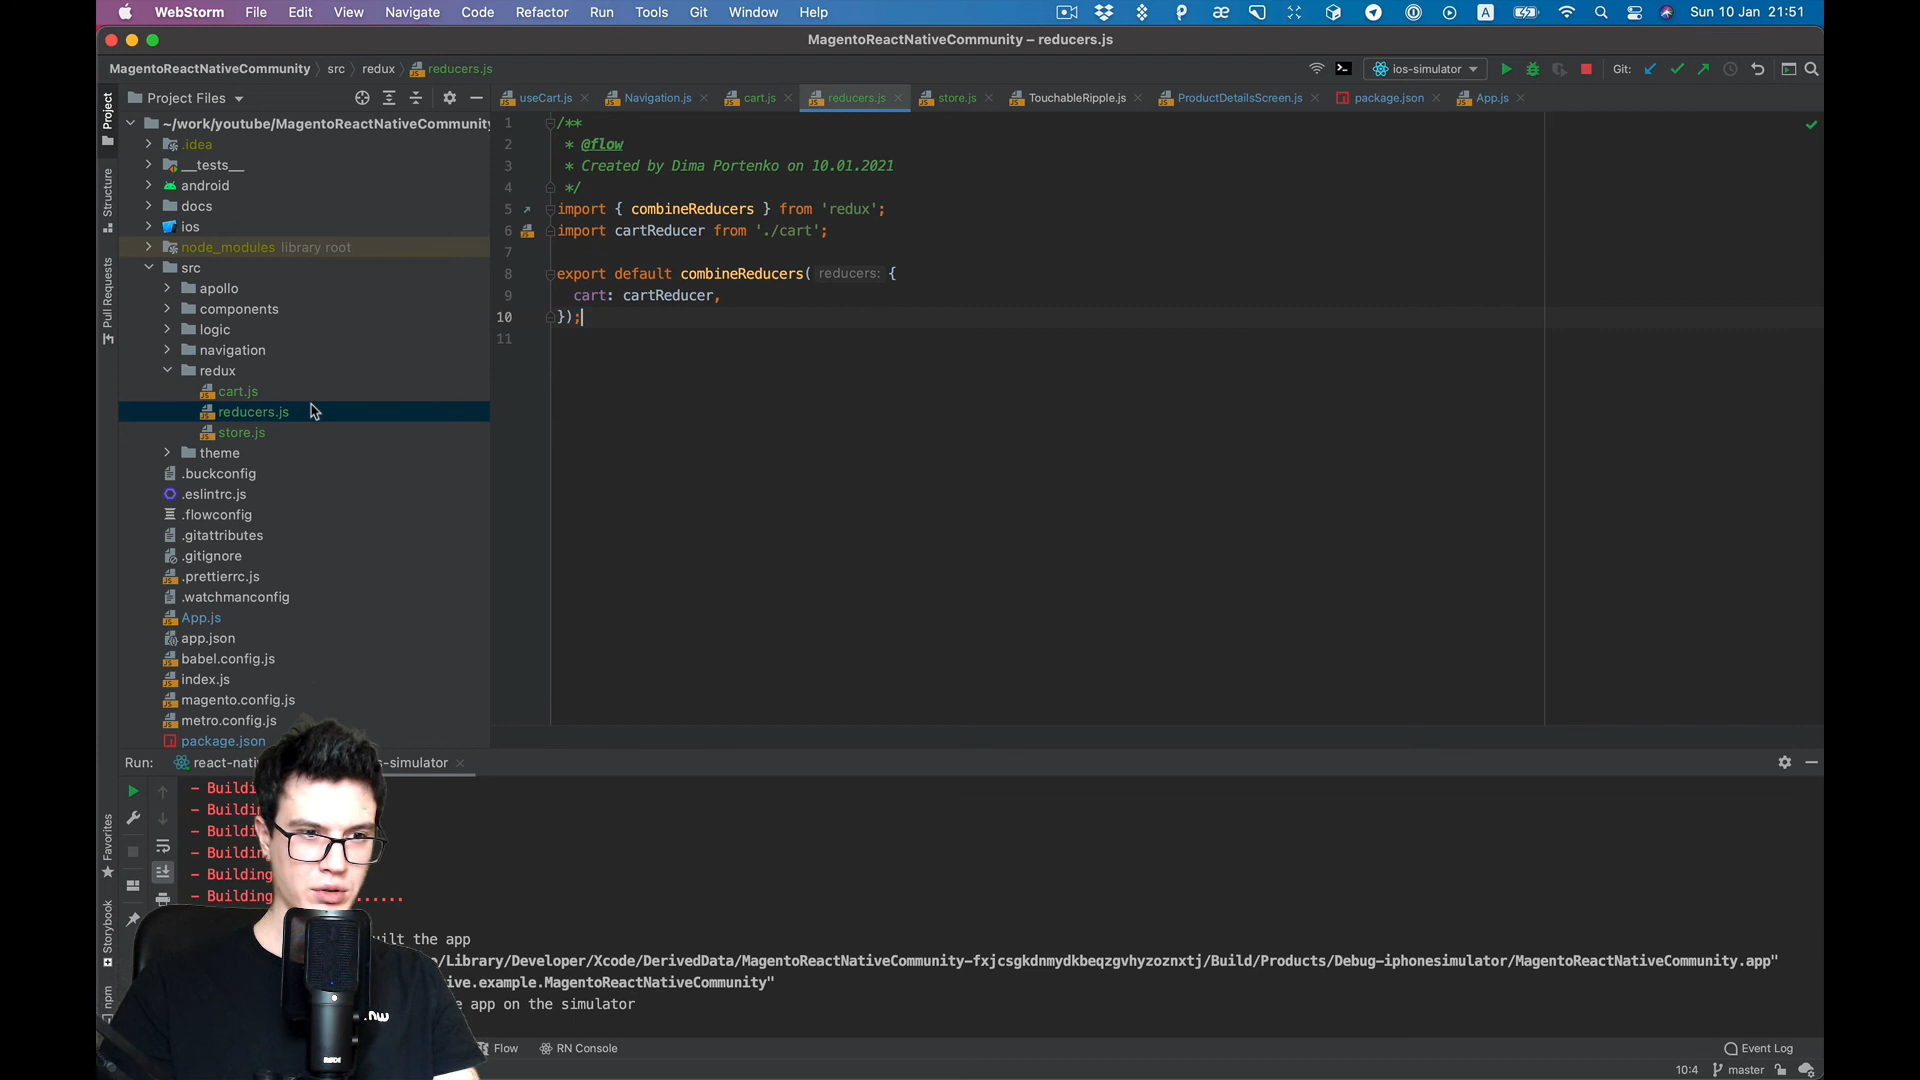 WebStorm File Edit View Navigate Code Refactor Run Tools Git Window Help
A Sun 10 Jan 21:51
MagentoReactNativeCommunity – reducers.js
MagentoReactNativeCommunity › src › redux › reducers.js
ios-simulator Git:
Project Files
useCart.js Navigation.js cart.js reducers.js store.js TouchableRipple.js ProductDetailsScreen.js package.json App.js
Project
Structure
Pull Requests
Favorites
Storybook
npm
~/work/youtube/MagentoReactNativeCommunity
.idea
__tests__
android
docs
ios
node_modules library root
src
apollo
components
logic
navigation
redux
cart.js
reducers.js
store.js
theme
.buckconfig
.eslintrc.js
.flowconfig
.gitattributes
.gitignore
.prettierrc.js
.watchmanconfig
App.js
app.json
babel.config.js
index.js
magento.config.js
metro.config.js
package.json
1 /**
2 * @flow
3 * Created by Dima Portenko on 10.01.2021
4 */
5 import { combineReducers } from 'redux';
6 import cartReducer from './cart';
7
8 export default combineReducers( reducers: {
9 cart: cartReducer,
10 });
11
Run: react-nati s-simulator
- Buildi
- Buildin
- Buildin
- Building
- Building
- Building ......
uilt the app
/Library/Developer/Xcode/DerivedData/MagentoReactNativeCommunity-fxjcsgkdnmydkbeqzgvhyzoznxtj/Build/Products/Debug-iphonesimulator/MagentoReactNativeCommunity.app"
ive.example.MagentoReactNativeCommunity"
e app on the simulator
.nw
RØDE
Flow RN Console Event Log
10:4 master